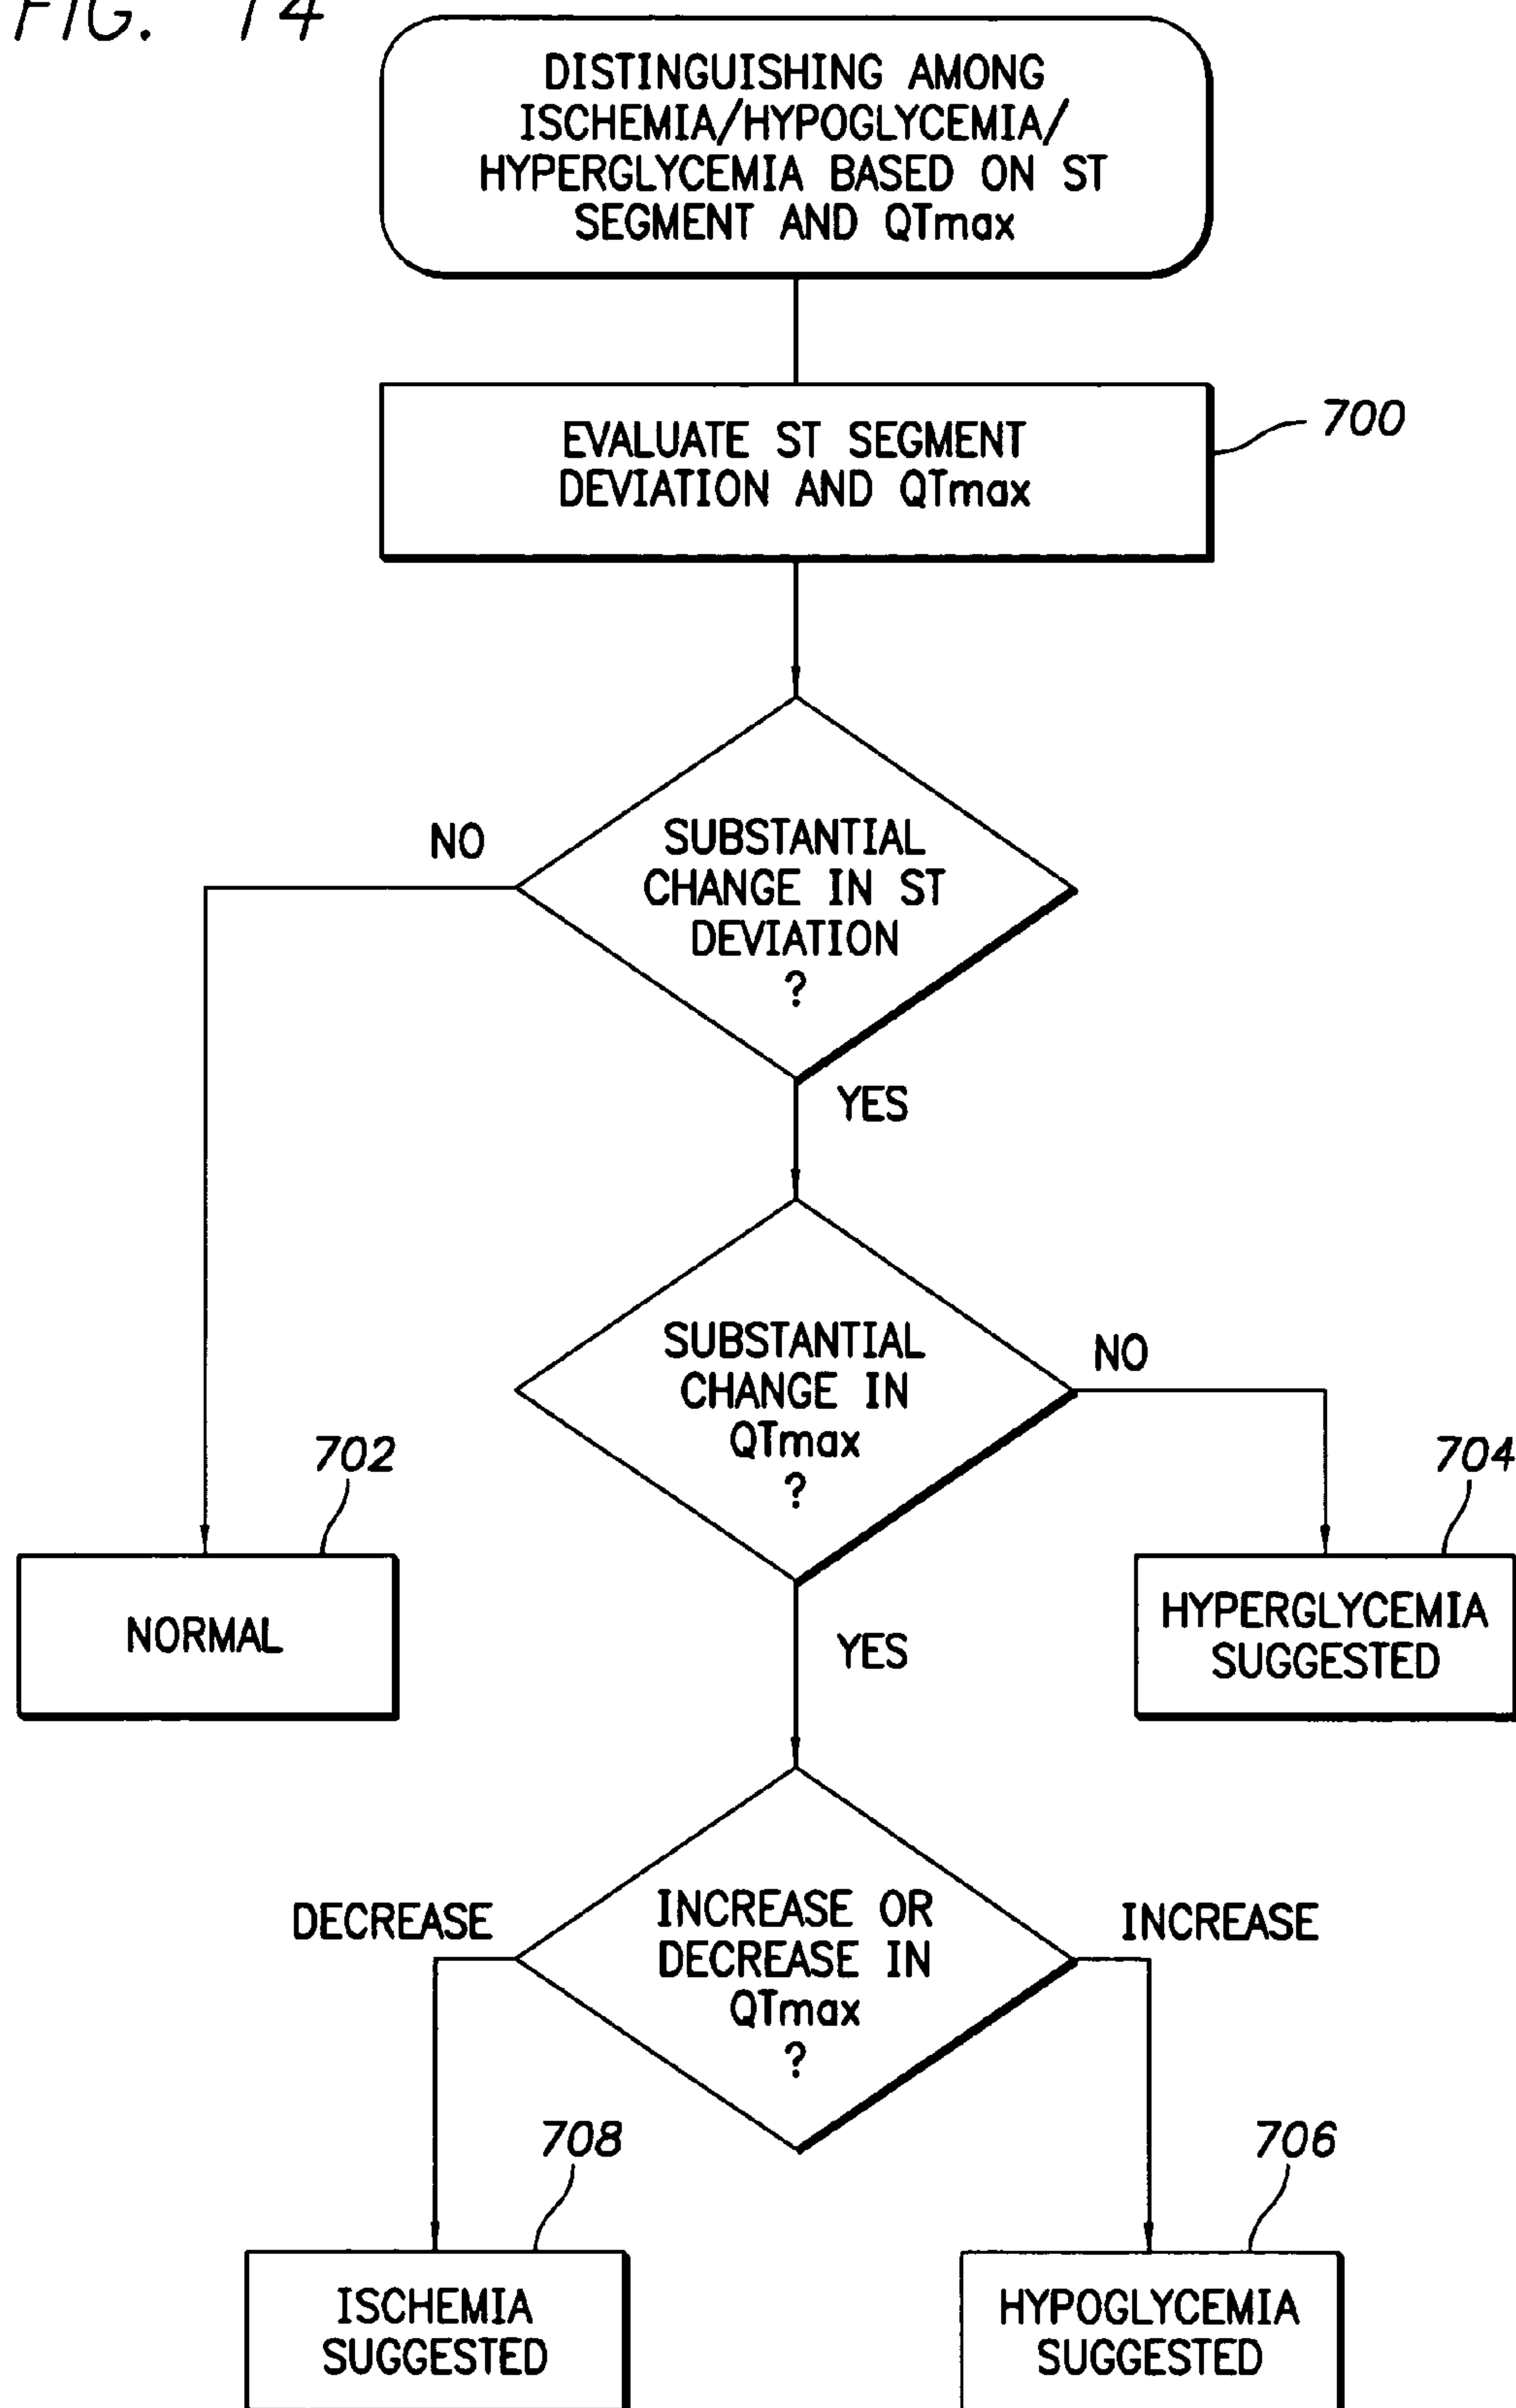 FIG. 14
DISTINGUISHING AMONG
ISCHEMIA/HYPOGLYCEMIA/
HYPERGLYCEMIA BASED ON ST
SEGMENT AND QTmax
EVALUATE ST SEGMENT
DEVIATION AND QTmax
700
NO
SUBSTANTIAL
CHANGE IN ST
DEVIATION
?
YES
SUBSTANTIAL
CHANGE IN
QTmax
?
NO
702
704
NORMAL
YES
HYPERGLYCEMIA
SUGGESTED
DECREASE
INCREASE OR
DECREASE IN
QTmax
?
INCREASE
708
706
ISCHEMIA
SUGGESTED
HYPOGLYCEMIA
SUGGESTED